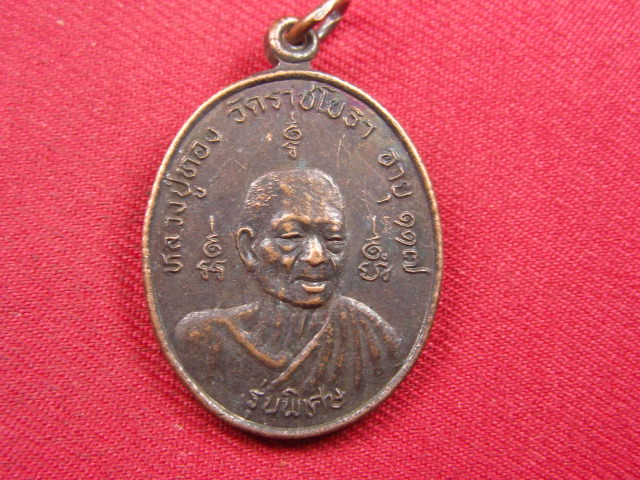 หลวงปู่ทอง วัดราชโยธา อายุ ๑๑๗
รุ่นพิเศษ